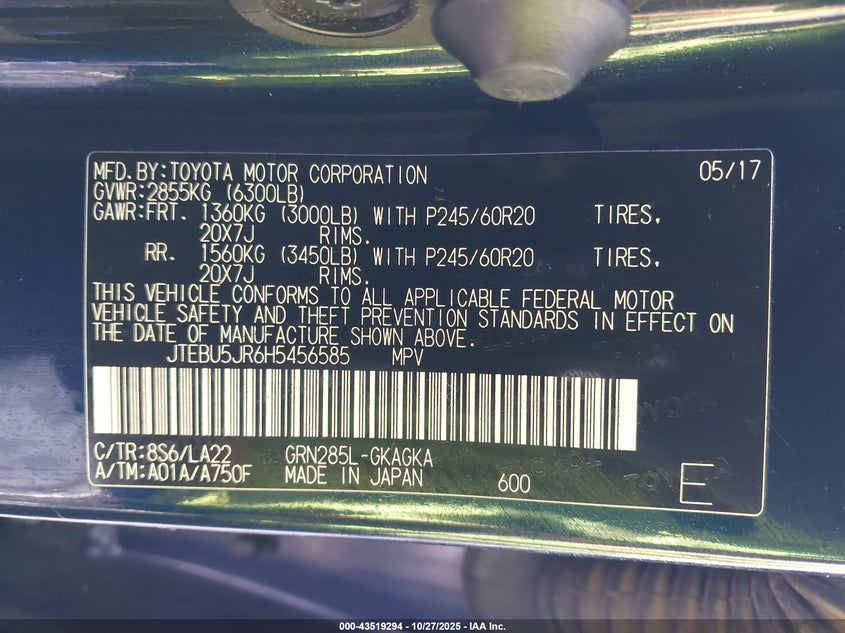 MFD.BY:TOYOTA MOTOR CORPORATION 05/17
GVWR:2855KG (6300LB)
GAWR:FRT. 1360KG (3000LB) WITH P245/60R20 TIRES,
20X7J RIMS.
RR. 1560KG (3450LB) WITH P245/60R20 TIRES,
20X7J RIMS.
THIS VEHICLE CONFORMS TO ALL APPLICABLE FEDERAL MOTOR
VEHICLE SAFETY AND THEFT PREVENTION STANDARDS IN EFFECT ON
THE DATE OF MANUFACTURE SHOWN ABOVE.
JTEBU5JR6H5456585 MPV
C/TR:8S6/LA22 GRN285L-GKAGKA
A/TM:A01A/A750F MADE IN JAPAN 600 E
000-43519294 - 10/27/2025 - IAA Inc.